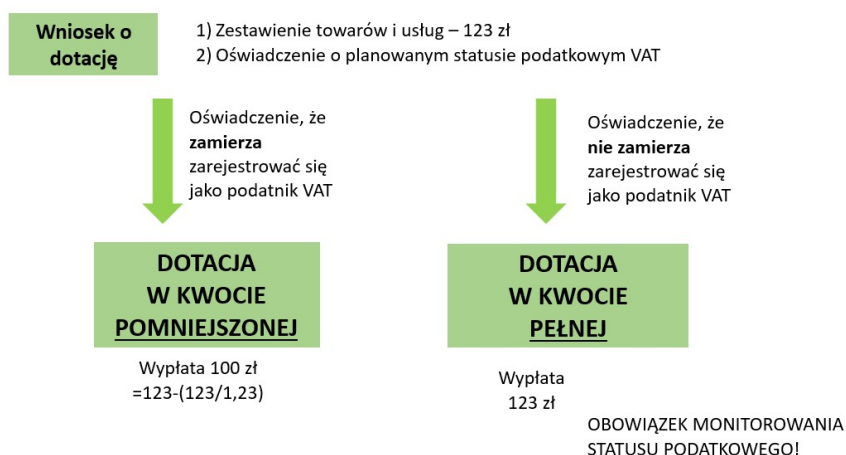 Wniosek o
dotację
1) Zestawienie towarów i usług – 123 zł
2) Oświadczenie o planowanym statusie podatkowym VAT
Oświadczenie, że
zamierza
zarejestrować się
jako podatnik VAT
Oświadczenie, że
nie zamierza
zarejestrować się
jako podatnik VAT
DOTACJA
W KWOCIE
POMNIEJSZONEJ
DOTACJA
W KWOCIE
PEŁNEJ
Wypłata 100 zł
=123-(123/1,23)
Wypłata
123 zł
OBOWIĄZEK MONITOROWANIA
STATUSU PODATKOWEGO!